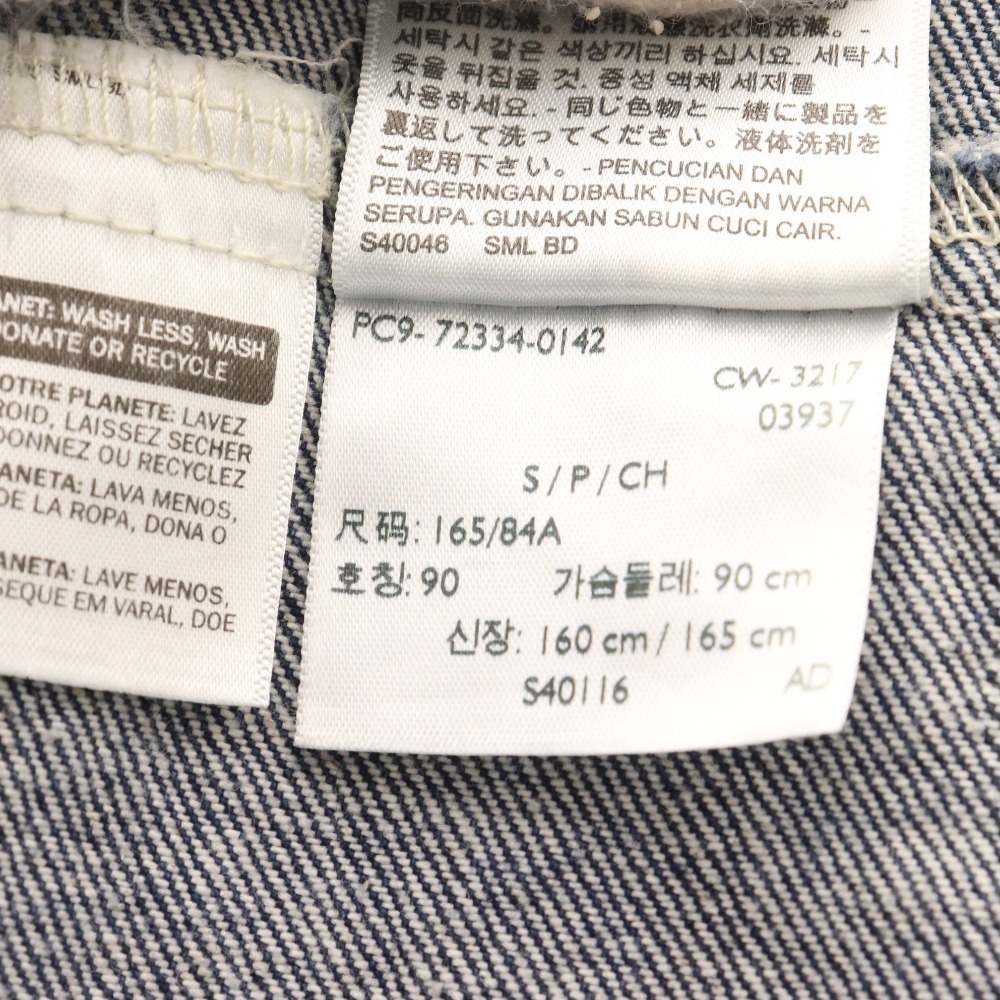 ANET: WASH LESS, WASH
DONATE OR RECYCLE
OTRE PLANETE: LAVEZ
ROID, LAISSEZ SECHER
DONNEZ OU RECYCLEZ
ANETA: LAVA MENOS,
DE LA ROPA, DONA O
ANETA: LAVE MENOS,
SEQUE EM VARAL, DOE
同反面洗滌。
세탁시 같은 색상끼리 하십시요. 세탁시
옷을 뒤집을 것. 중성 액체 세제를
사용하세요. - 同じ色物と一緒に製品を
裏返して洗ってください。液体洗剤を
ご使用下さい。- PENCUCIAN DAN
PENGERINGAN DIBALIK DENGAN WARNA
SERUPA. GUNAKAN SABUN CUCI CAIR.
S40046 SML BD
PC9-72334-0142
CW-3217
03937
S / P / CH
尺码: 165/84A
호칭: 90 가슴둘레: 90 cm
신장: 160 cm / 165 cm
S40116 AD